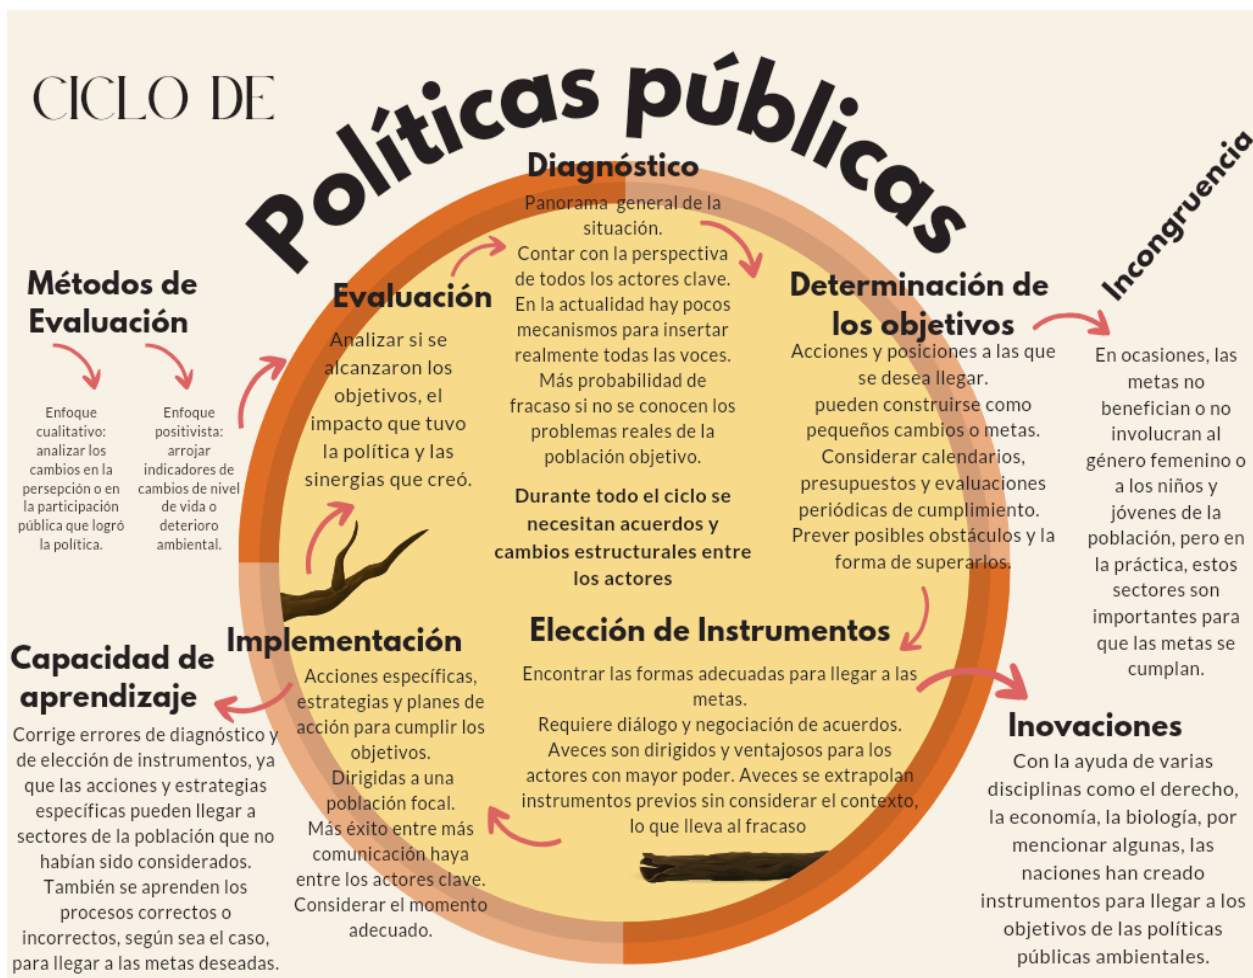 CICLO DE
Políticas públicas
Diagnóstico
Panorama general de la
situación.
Contar con la perspectiva
de todos los actores clave.
En la actualidad hay pocos
mecanismos para insertar
realmente todas las voces.
Más probabilidad de
fracaso si no se conocen los
problemas reales de la
población objetivo.
Durante todo el ciclo se
necesitan acuerdos y
cambios estructurales entre
los actores
Determinación de
los objetivos
Acciones y posiciones a las que
se desea llegar.
pueden construirse como
pequeños cambios o metas.
Considerar calendarios,
presupuestos y evaluaciones
periódicas de cumplimiento.
Prever posibles obstáculos y la
forma de superarlos.
Incongruencia
En ocasiones, las
metas no
benefician o no
involucran al
género femenino o
a los niños y
jóvenes de la
población, pero en
la práctica, estos
sectores son
importantes para
que las metas se
cumplan.
Elección de Instrumentos
Encontrar las formas adecuadas para llegar a las
metas.
Requiere diálogo y negociación de acuerdos.
Aveces son dirigidos y ventajosos para los
actores con mayor poder. Aveces se extrapolan
instrumentos previos sin considerar el contexto,
lo que lleva al fracaso
Inovaciones
Con la ayuda de varias
disciplinas como el derecho,
la economía, la biología, por
mencionar algunas, las
naciones han creado
instrumentos para llegar a los
objetivos de las políticas
públicas ambientales.
Implementación
Acciones específicas,
estrategias y planes de
acción para cumplir los
objetivos.
Dirigidas a una
población focal.
Más éxito entre más
comunicación haya
entre los actores clave.
Considerar el momento
adecuado.
Capacidad de
aprendizaje
Corrige errores de diagnóstico y
de elección de instrumentos, ya
que las acciones y estrategias
específicas pueden llegar a
sectores de la población que no
habían sido considerados.
También se aprenden los
procesos correctos o
incorrectos, según sea el caso,
para llegar a las metas deseadas.
Evaluación
Analizar si se
alcanzaron los
objetivos, el
impacto que tuvo
la política y las
sinergias que creó.
Métodos de
Evaluación
Enfoque
cualitativo:
analizar los
cambios en la
persepción o en
la participación
pública que logró
la política.
Enfoque
positivista:
arrojar
indicadores de
cambios de nivel
de vida o
deterioro
ambiental.